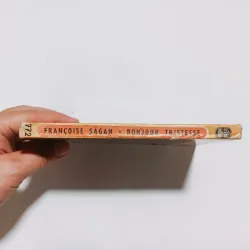 772
FRANÇOISE SAGAN • BONJOUR TRISTESSE